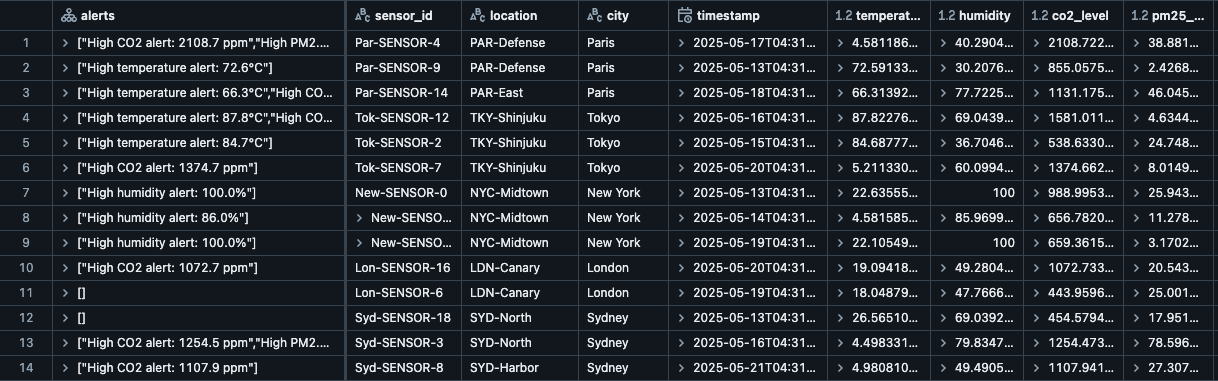 alerts sensor_id location city timestamp 1.2 temperat... 1.2 humidity 1.2 co2_level 1.2 pm25_...
1 ["High CO2 alert: 2108.7 ppm","High PM2.... Par-SENSOR-4 PAR-Defense Paris 2025-05-17T04:31... 4.581186... 40.2904... 2108.722... 38.881...
2 ["High temperature alert: 72.6°C"] Par-SENSOR-9 PAR-Defense Paris 2025-05-13T04:31... 72.59133... 30.2076... 855.0575... 2.4268...
3 ["High temperature alert: 66.3°C","High CO... Par-SENSOR-14 PAR-East Paris 2025-05-18T04:31... 66.31392... 77.7225... 1131.175... 46.045...
4 ["High temperature alert: 87.8°C","High CO... Tok-SENSOR-12 TKY-Shinjuku Tokyo 2025-05-16T04:31... 87.82276... 69.0439... 1581.011... 4.6344...
5 ["High temperature alert: 84.7°C"] Tok-SENSOR-2 TKY-Shinjuku Tokyo 2025-05-15T04:31... 84.68777... 36.7046... 538.6330... 24.748...
6 ["High CO2 alert: 1374.7 ppm"] Tok-SENSOR-7 TKY-Shinjuku Tokyo 2025-05-20T04:31... 5.211330... 60.0994... 1374.662... 8.0149...
7 ["High humidity alert: 100.0%"] New-SENSOR-0 NYC-Midtown New York 2025-05-13T04:31... 22.63555... 100 988.9953... 25.943...
8 ["High humidity alert: 86.0%"] New-SENSO... NYC-Midtown New York 2025-05-14T04:31... 4.581585... 85.9699... 656.7820... 11.278...
9 ["High humidity alert: 100.0%"] New-SENSO... NYC-Midtown New York 2025-05-19T04:31... 22.10549... 100 659.3615... 3.1702...
10 ["High CO2 alert: 1072.7 ppm"] Lon-SENSOR-16 LDN-Canary London 2025-05-20T04:31... 19.09418... 49.2804... 1072.733... 20.543...
11 [] Lon-SENSOR-6 LDN-Canary London 2025-05-19T04:31... 18.04879... 47.7666... 443.9596... 25.001...
12 [] Syd-SENSOR-18 SYD-North Sydney 2025-05-13T04:31... 26.56510... 69.0392... 454.5794... 17.951...
13 ["High CO2 alert: 1254.5 ppm","High PM2.... Syd-SENSOR-3 SYD-North Sydney 2025-05-16T04:31... 4.498331... 79.8347... 1254.473... 78.596...
14 ["High CO2 alert: 1107.9 ppm"] Syd-SENSOR-8 SYD-Harbor Sydney 2025-05-21T04:31... 4.980810... 49.4905... 1107.941... 27.307...